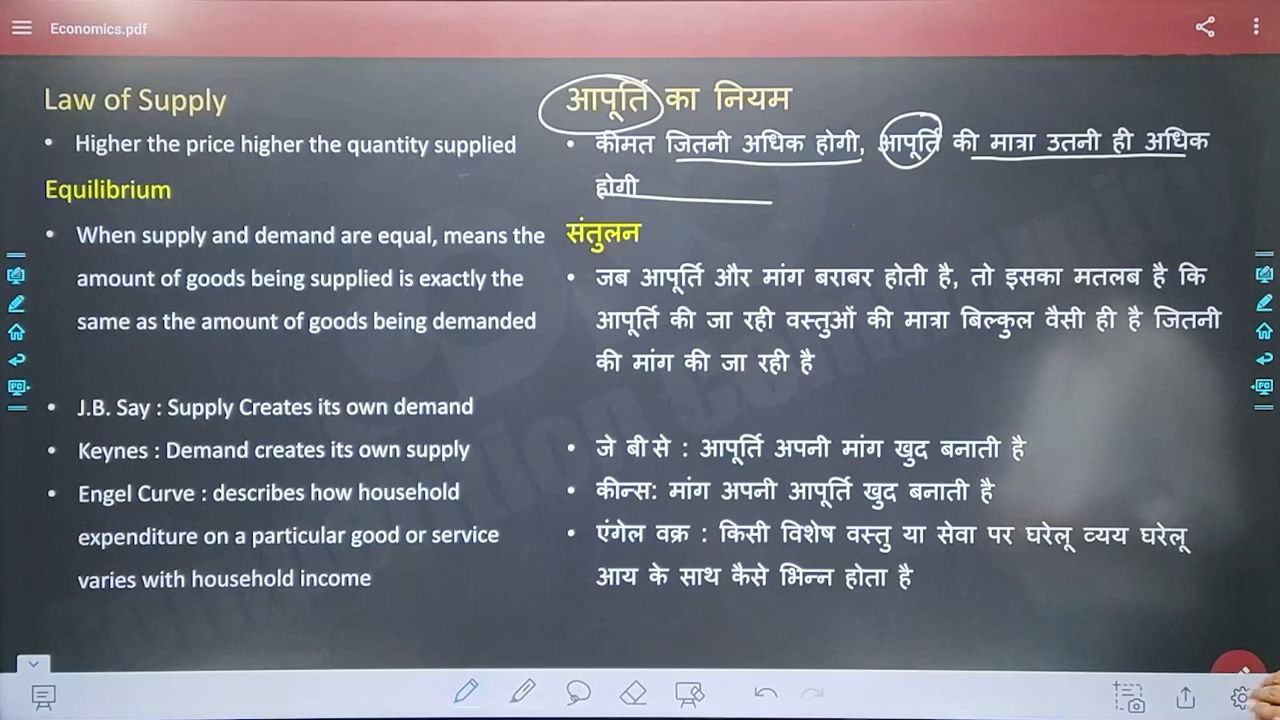 Economics.pdf
Law of Supply
• Higher the price higher the quantity supplied
Equilibrium
• When supply and demand are equal, means the
amount of goods being supplied is exactly the
same as the amount of goods being demanded
• J.B. Say : Supply Creates its own demand
• Keynes : Demand creates its own supply
• Engel Curve : describes how household
expenditure on a particular good or service
varies with household income
आपूर्ति का नियम
• कीमत जितनी अधिक होगी, आपूर्ति की मात्रा उतनी ही अधिक
होगी
संतुलन
• जब आपूर्ति और मांग बराबर होती है, तो इसका मतलब है कि
आपूर्ति की जा रही वस्तुओं की मात्रा बिल्कुल वैसी ही है जितनी
की मांग की जा रही है
• जे बी से : आपूर्ति अपनी मांग खुद बनाती है
• कीन्स: मांग अपनी आपूर्ति खुद बनाती है
• एंगेल वक्र : किसी विशेष वस्तु या सेवा पर घरेलू व्यय घरेलू
आय के साथ कैसे भिन्न होता है
PC
PC